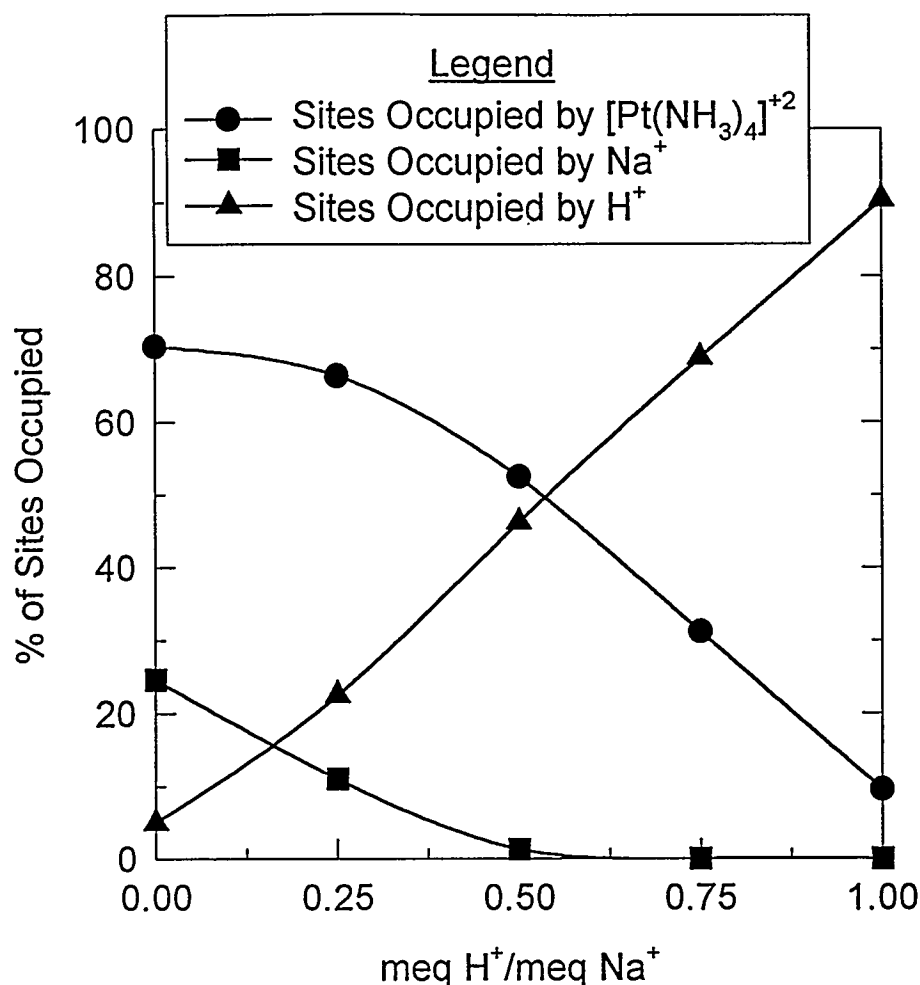 Legend
Sites Occupied by [Pt(NH₃)₄]⁺²
Sites Occupied by Na⁺
Sites Occupied by H⁺
100
80
60
40
20
0
% of Sites Occupied
0.00 0.25 0.50 0.75 1.00
meq H⁺/meq Na⁺